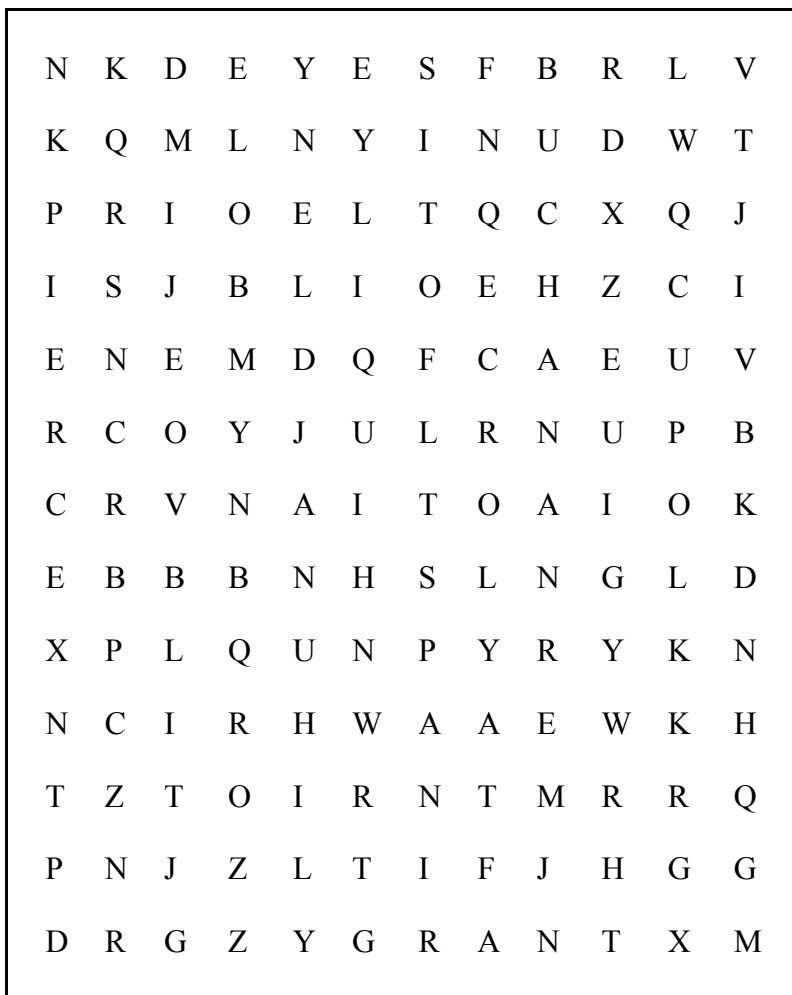 N K D E Y E S F B R L V
K Q M L N Y I N U D W T
P R I O E L T Q C X Q J
I S J B L I O E H Z C I
E N E M D Q F C A E U V
R C O Y J U L R N U P B
C R V N A I T O A I O K
E B B B N H S L N G L D
X P L Q U N P Y R Y K N
N C I R H W A A E W K H
T Z T O I R N T M R R Q
P N J Z L T I F J H G G
D R G Z Y G R A N T X M